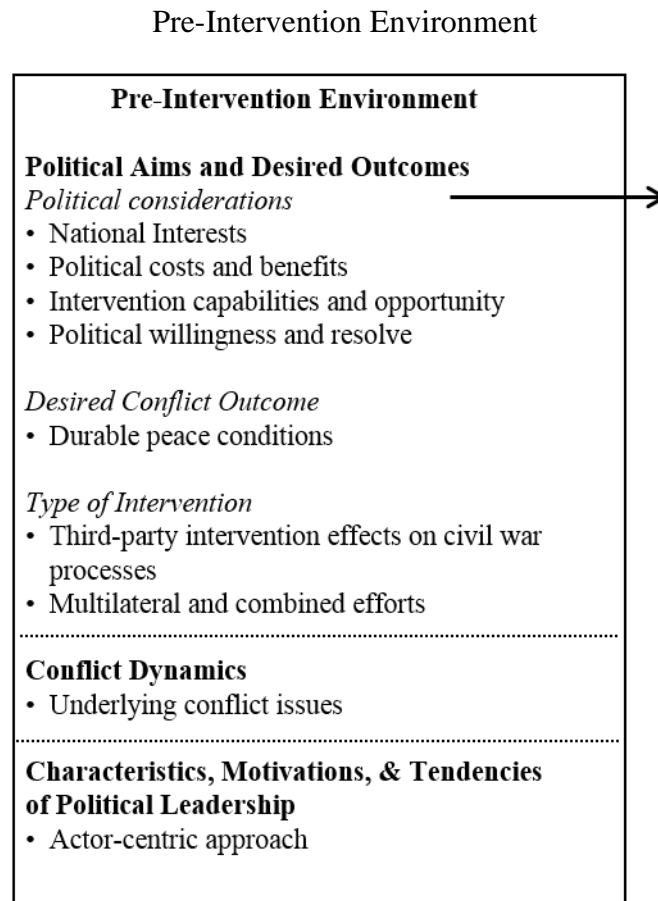 Pre-Intervention Environment
Pre-Intervention Environment
Political Aims and Desired Outcomes
Political considerations
• National Interests
• Political costs and benefits
• Intervention capabilities and opportunity
• Political willingness and resolve
Desired Conflict Outcome
• Durable peace conditions
Type of Intervention
• Third-party intervention effects on civil war
processes
• Multilateral and combined efforts
Conflict Dynamics
• Underlying conflict issues
Characteristics, Motivations, & Tendencies
of Political Leadership
• Actor-centric approach